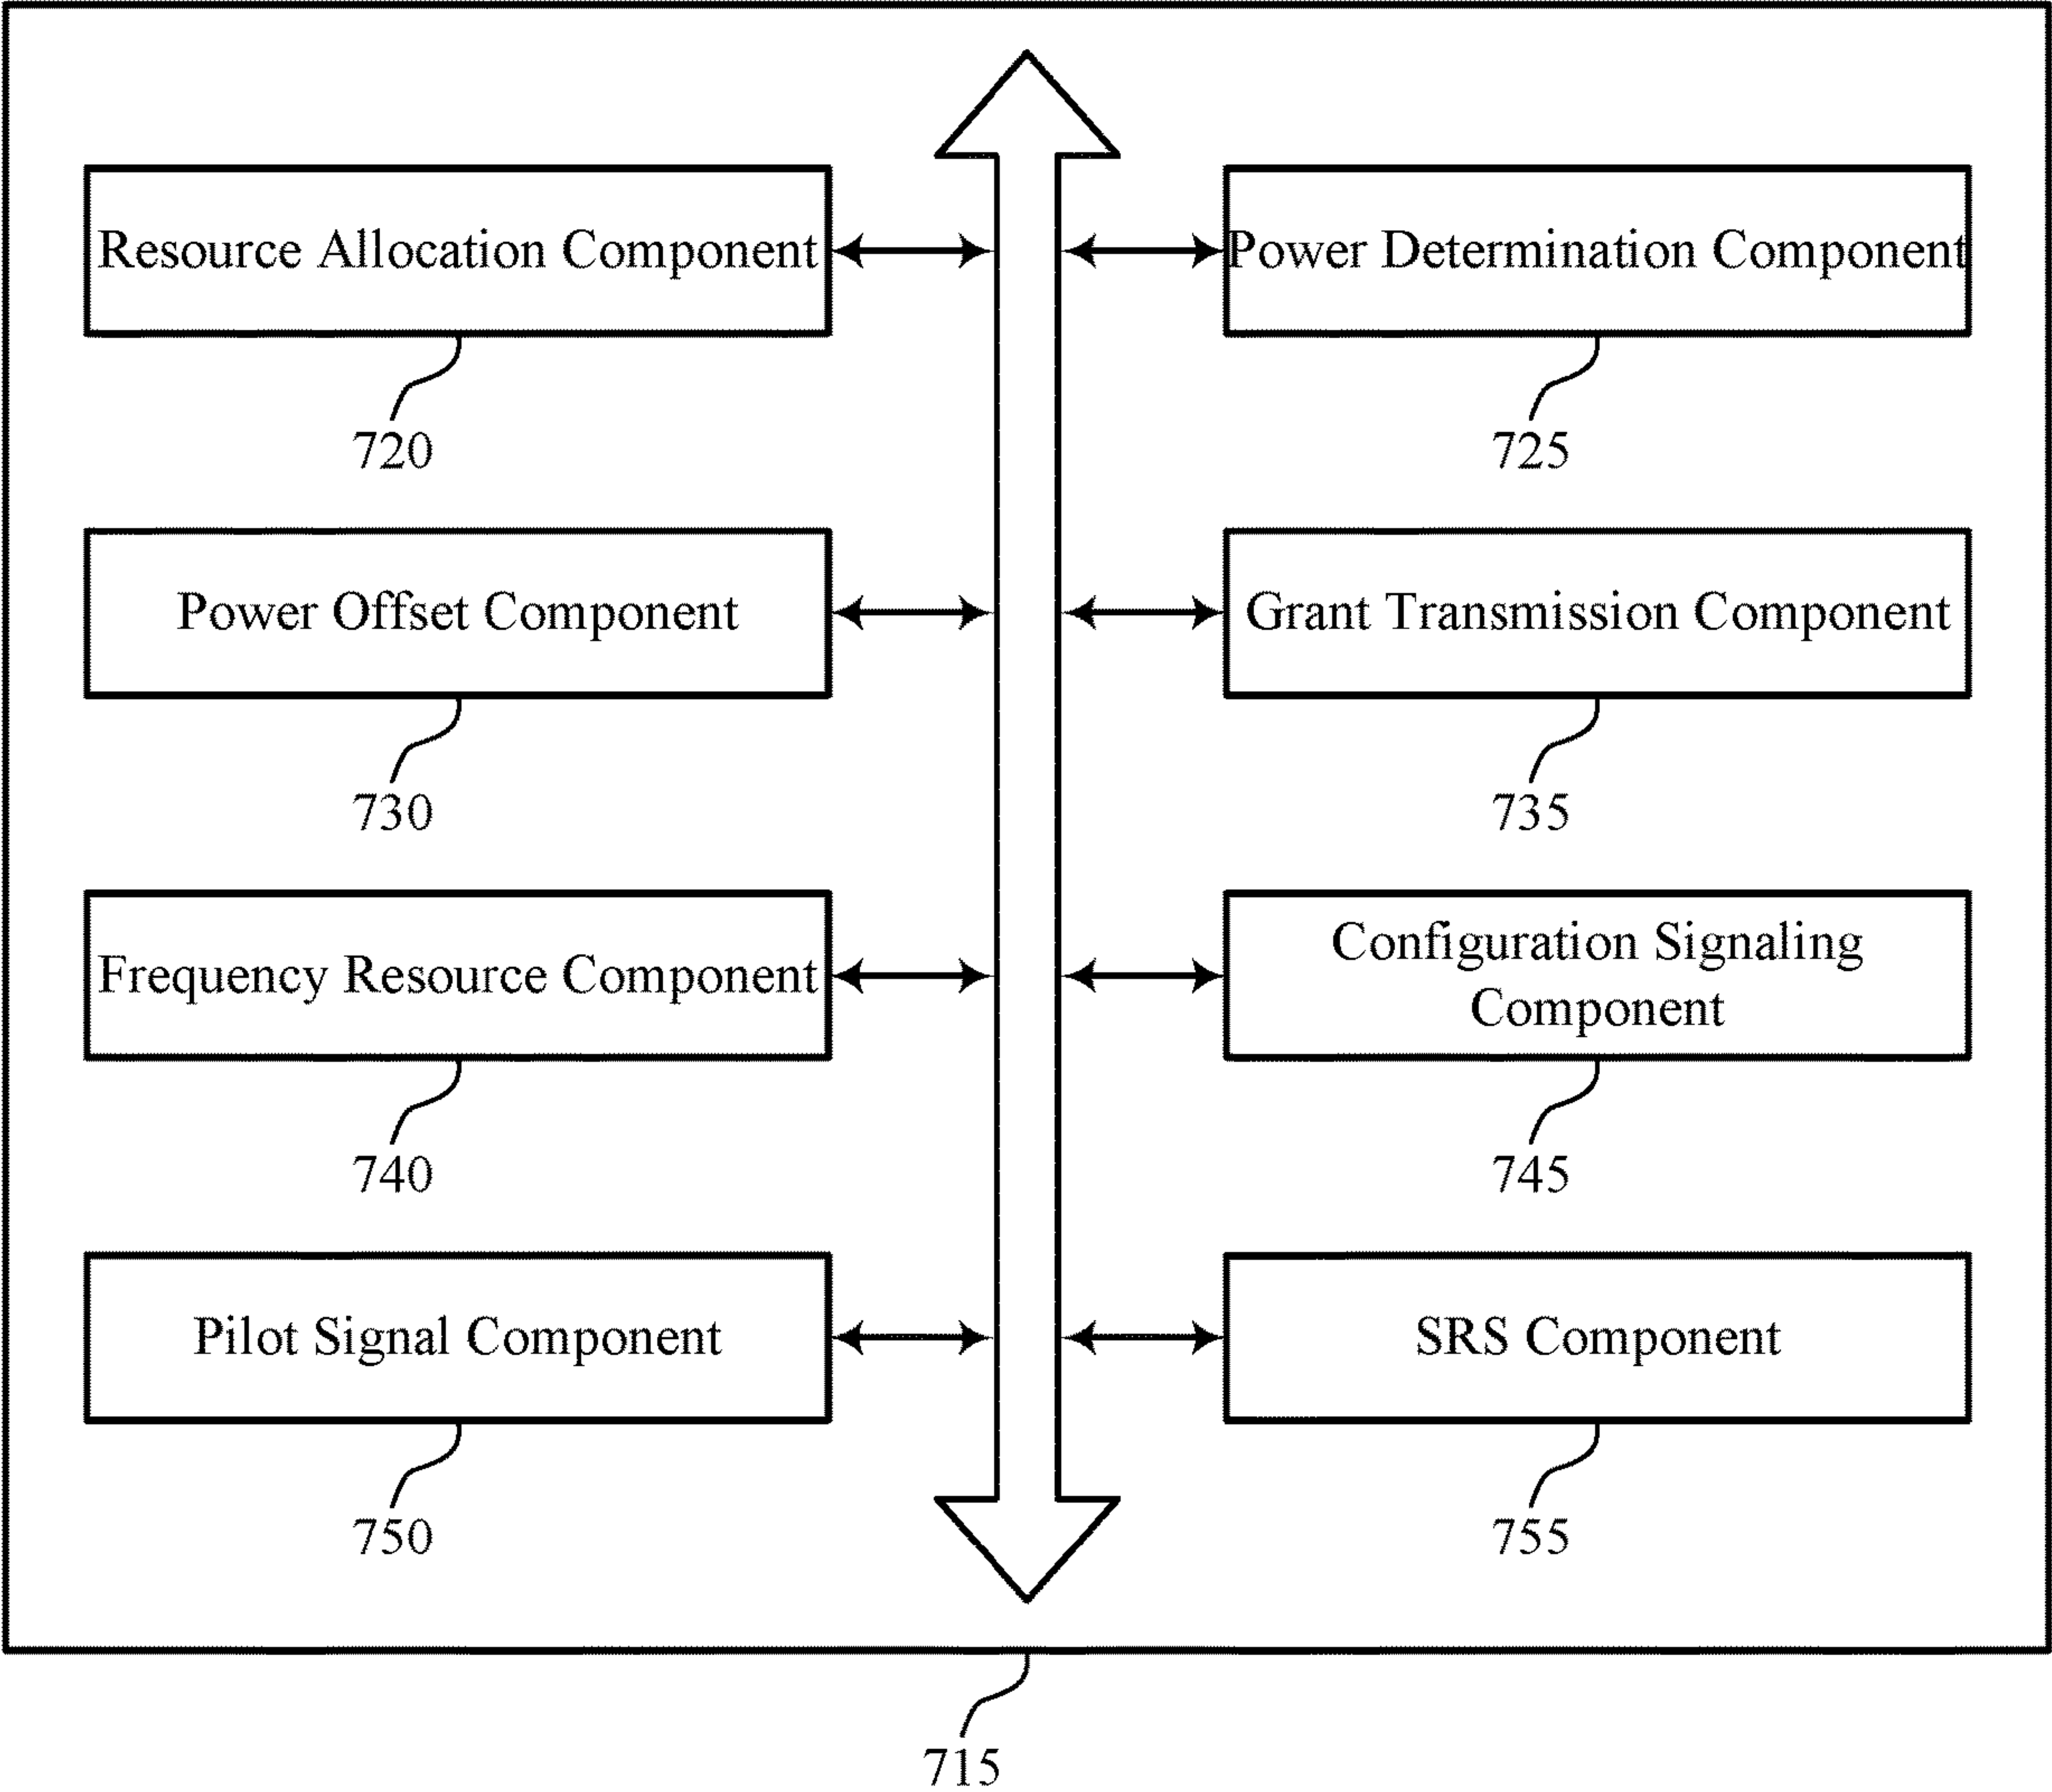 Resource Allocation Component
Power Determination Component
720
725
Power Offset Component
Grant Transmission Component
730
735
Frequency Resource Component
Configuration Signaling
Component
740
745
Pilot Signal Component
SRS Component
750
755
715